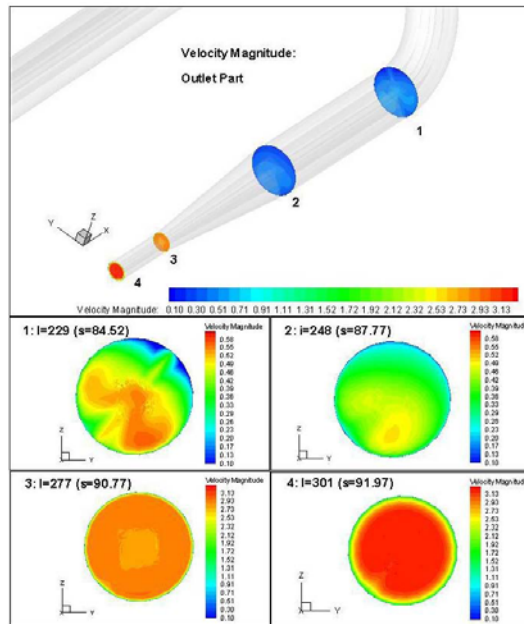 Velocity Magnitude:
Outlet Part
1
2
3
4
Y
Z
X
Velocity Magnitude: 0.10 0.30 0.51 0.71 0.91 1.11 1.31 1.52 1.72 1.92 2.12 2.32 2.53 2.73 2.93 3.13
1: I=229 (s=84.52)
Velocity Magnitude
0.58
0.55
0.52
0.49
0.46
0.42
0.39
0.36
0.33
0.29
0.26
0.23
0.20
0.17
0.13
0.10
Z
X
Y
2: i=248 (s=87.77)
Velocity Magnitude
0.58
0.55
0.52
0.49
0.46
0.42
0.39
0.36
0.33
0.29
0.26
0.23
0.20
0.17
0.13
0.10
Z
X
Y
3: I=277 (s=90.77)
Velocity Magnitude
3.13
2.93
2.73
2.53
2.32
2.12
1.92
1.72
1.52
1.31
1.11
0.91
0.71
0.51
0.30
0.10
Z
X
Y
4: I=301 (s=91.97)
Velocity Magnitude
3.13
2.93
2.73
2.53
2.32
2.12
1.92
1.72
1.52
1.31
1.11
0.91
0.71
0.51
0.30
0.10
Z
X
Y